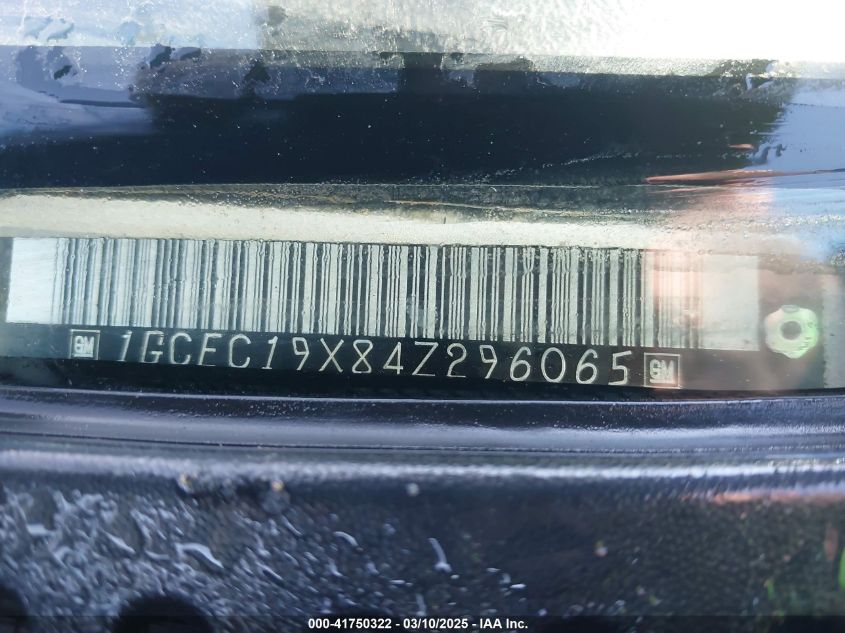 GM 1GCEC19X84Z296065 GM
000-41750322 / 03/10/2025 / IAA Inc.